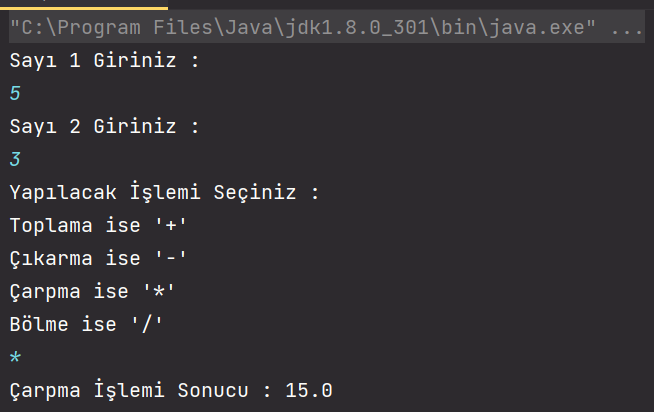 "C:\Program Files\Java\jdk1.8.0_301\bin\java.exe" ...
Sayı 1 Giriniz :
5
Sayı 2 Giriniz :
3
Yapılacak İşlemi Seçiniz :
Toplama ise '+'
Çıkarma ise '-'
Çarpma ise '*'
Bölme ise '/'
*
Çarpma İşlemi Sonucu : 15.0